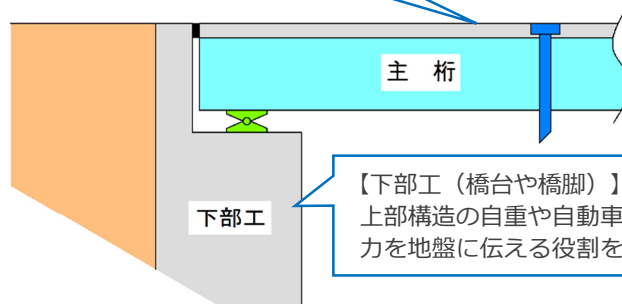 主 桁
【下部工（橋台や橋脚）】
上部構造の自重や自動車
力を地盤に伝える役割を
下部工